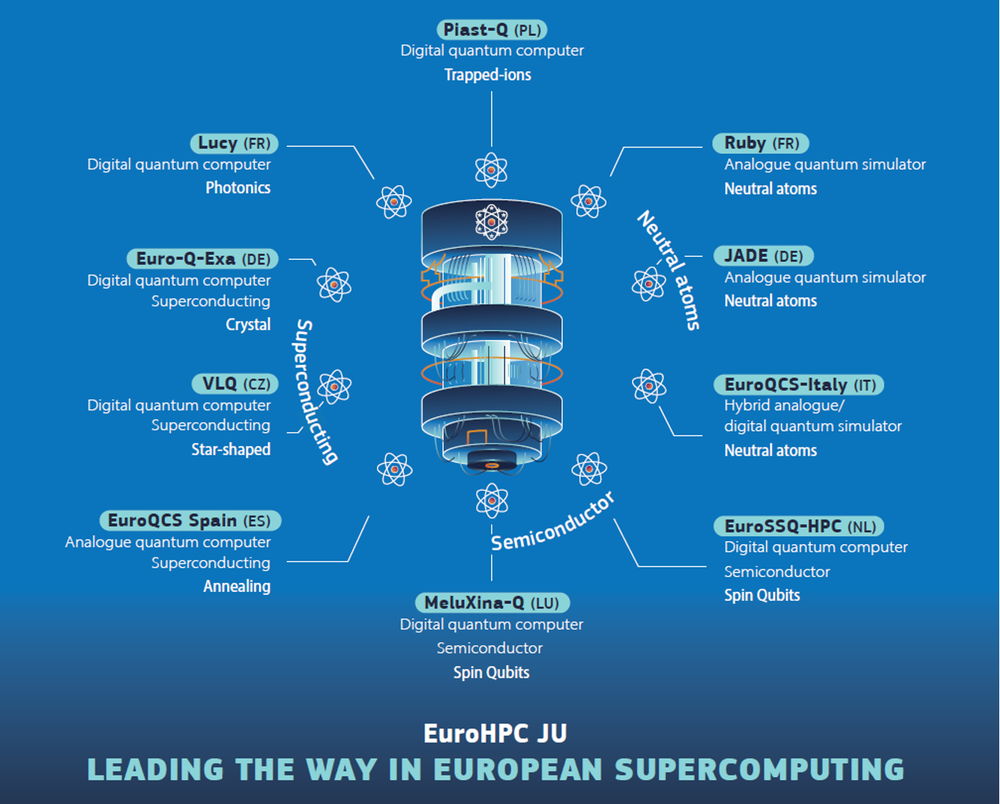 Piast-Q (PL)
Digital quantum computer
Trapped-ions
Lucy (FR)
Digital quantum computer
Photonics
Ruby (FR)
Analogue quantum simulator
Neutral atoms
Euro-Q-Exa (DE)
Digital quantum computer
Superconducting
Crystal
Neutral atoms
JADE (DE)
Analogue quantum simulator
Neutral atoms
Superconducting
VLQ (CZ)
Digital quantum computer
Superconducting
Star-shaped
EuroQCS-Italy (IT)
Hybrid analogue/
digital quantum simulator
Neutral atoms
EuroQCS Spain (ES)
Analogue quantum computer
Superconducting
Annealing
Semiconductor
EuroSSQ-HPC (NL)
Digital quantum computer
Semiconductor
Spin Qubits
MeluXina-Q (LU)
Digital quantum computer
Semiconductor
Spin Qubits
EuroHPC JU
LEADING THE WAY IN EUROPEAN SUPERCOMPUTING